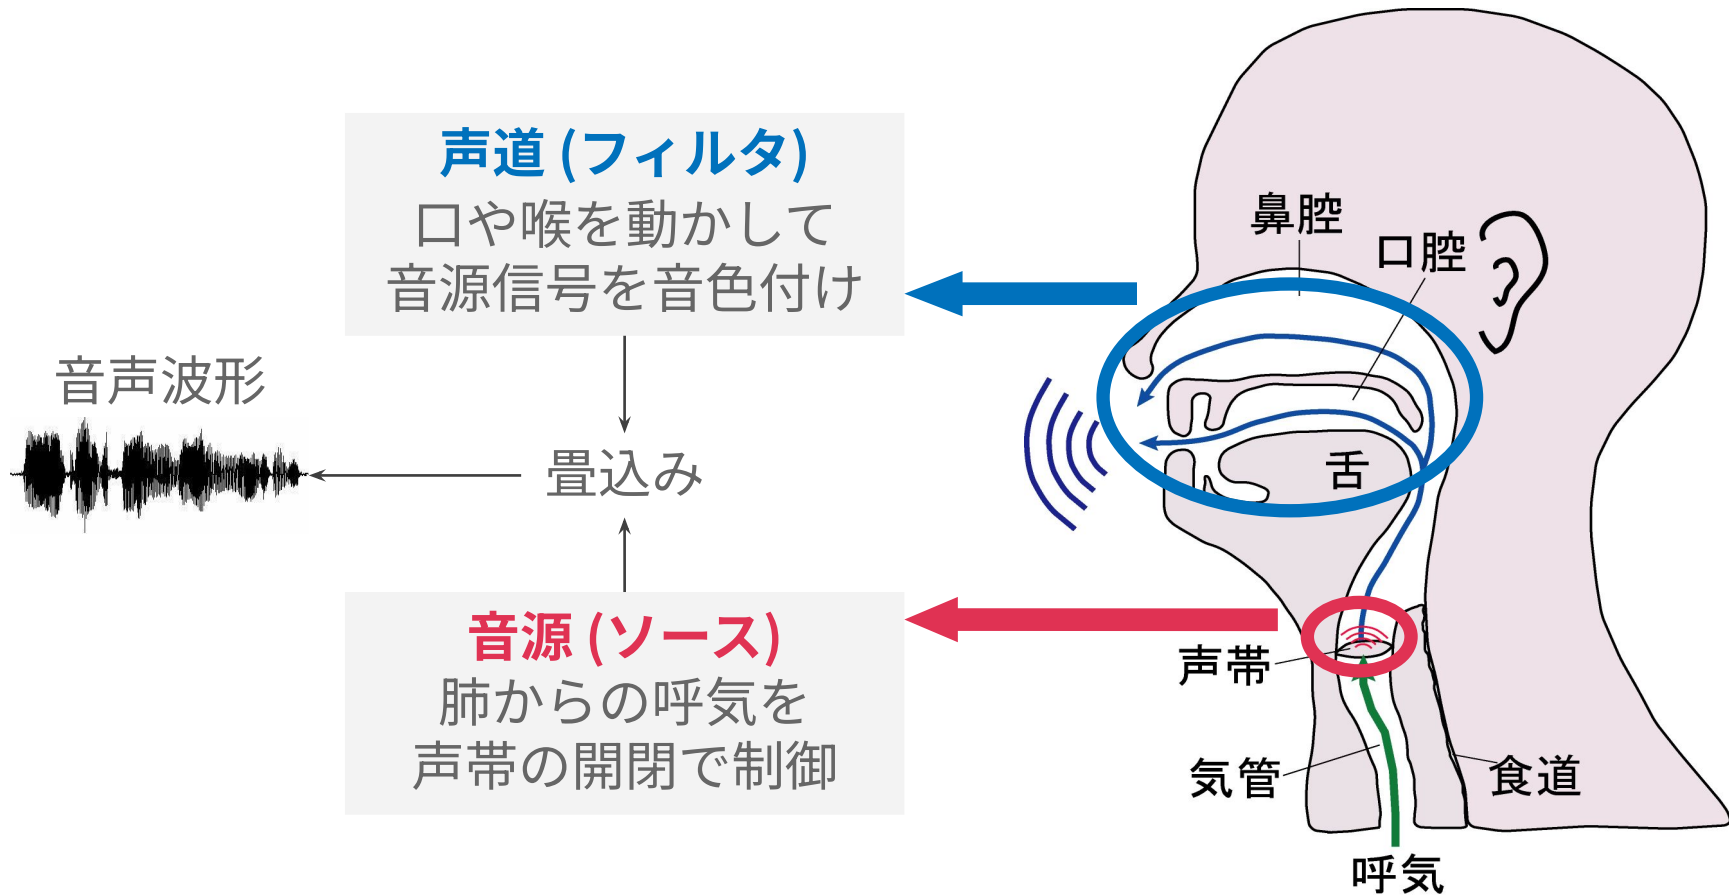 声道 (フィルタ)
口や喉を動かして
音源信号を音色付け
音声波形
畳込み
音源 (ソース)
肺からの呼気を
声帯の開閉で制御
鼻腔
口腔
舌
声帯
気管
食道
呼気